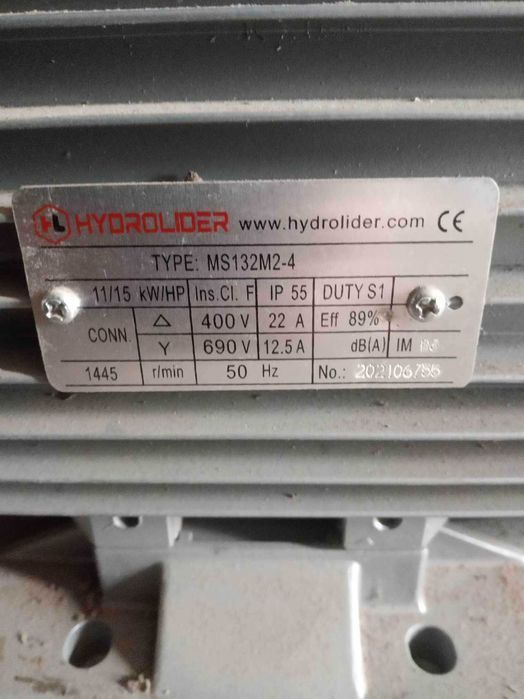 HL HYDROLIDER www.hydrolider.com CE
TYPE: MS132M2-4
11/15 kW/HP Ins.Cl. F IP 55 DUTY S1
CONN. △ 400 V 22 A Eff 89%
Y 690 V 12.5 A dB(A) IM
1445 r/min 50 Hz No.: